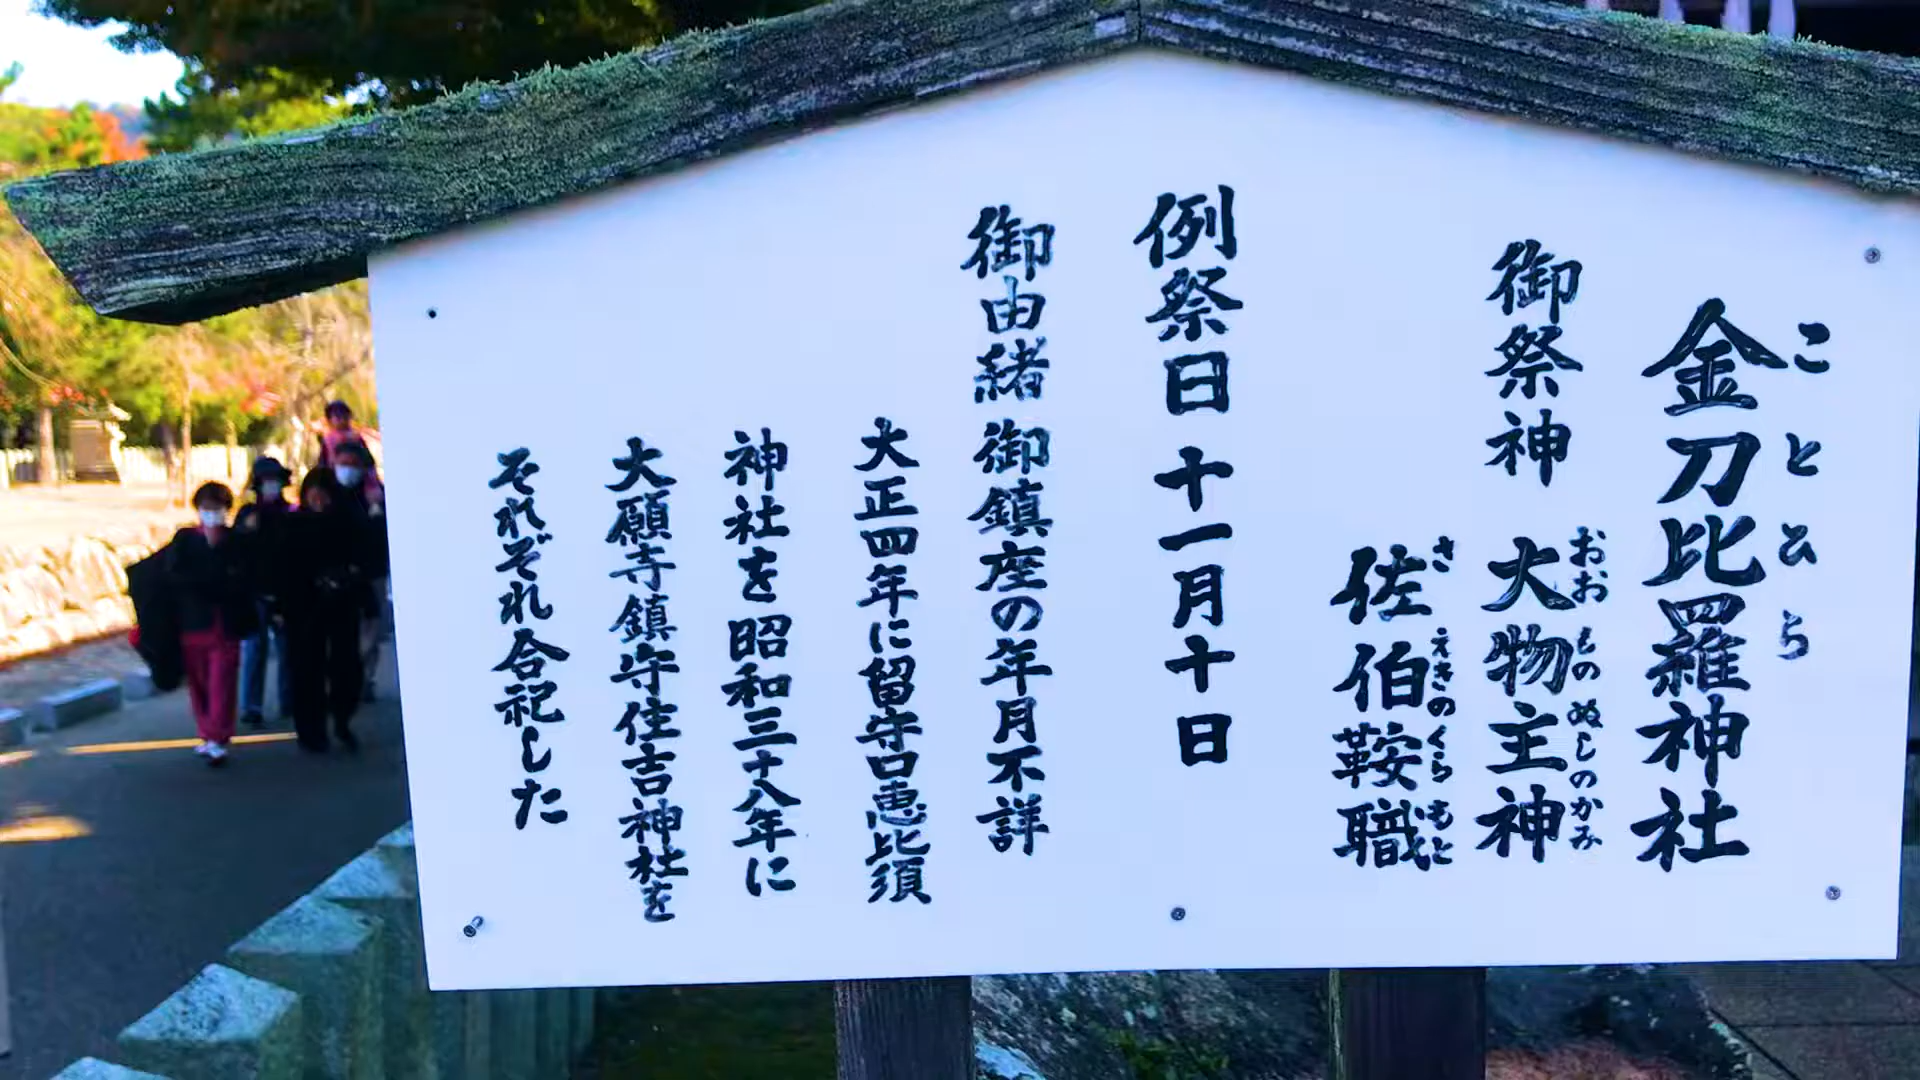 金刀比羅神社
ことひら
御祭神 大物主神
おおものぬしのかみ
佐伯鞍職
さえきのくらもと
例祭日 十一月十日
御由緒 御鎮座の年月不詳
大正四年に留守口恵比須
神社を昭和三十八年に
大願寺鎮守住吉神社を
それぞれ合祀した